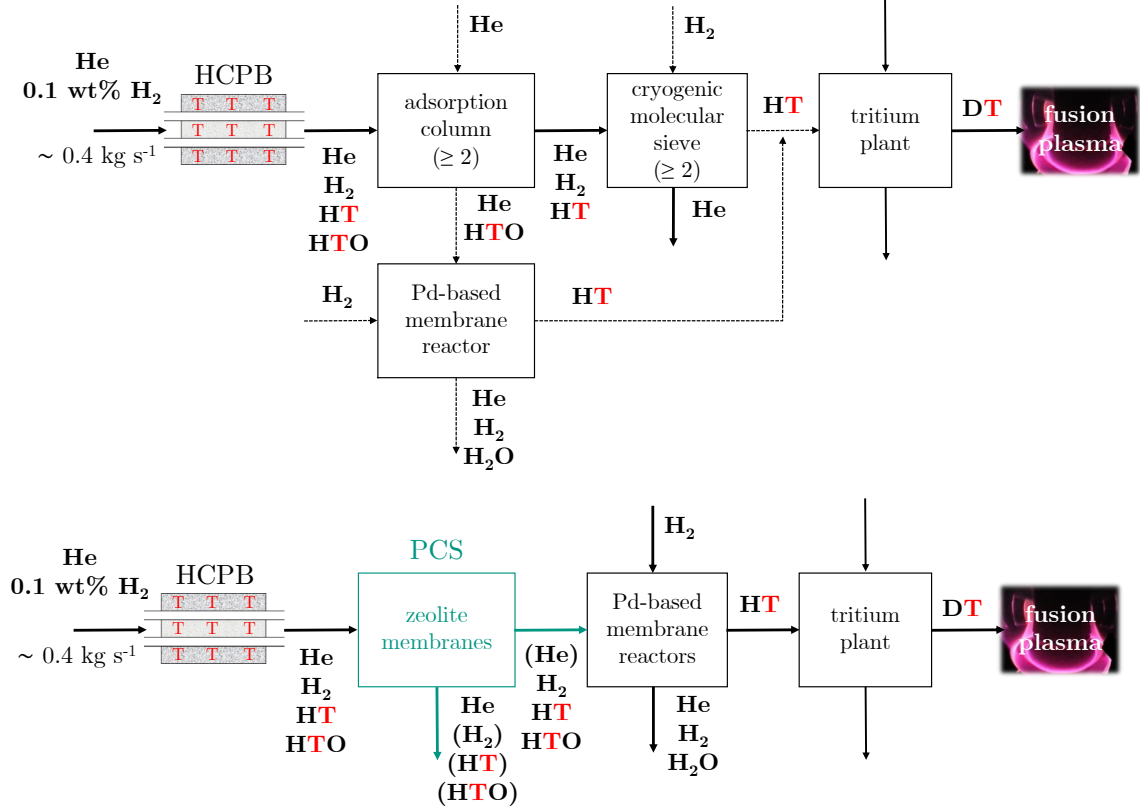 He
0.1 wt% H₂
~ 0.4 kg s⁻¹
HCPB
T T T
T T T
T T T
He
H₂
HT
HTO
He
adsorption
column
(≥ 2)
He
HTO
He
H₂
HT
H₂
cryogenic
molecular
sieve
(≥ 2)
He
HT
tritium
plant
DT
fusion
plasma
H₂
Pd-based
membrane
reactor
HT
He
H₂
H₂O
He
0.1 wt% H₂
~ 0.4 kg s⁻¹
HCPB
T T T
T T T
T T T
He
H₂
HT
HTO
PCS
zeolite
membranes
He
(H₂)
(HT)
(HTO)
(He)
H₂
HT
HTO
H₂
Pd-based
membrane
reactors
He
H₂
H₂O
HT
tritium
plant
DT
fusion
plasma